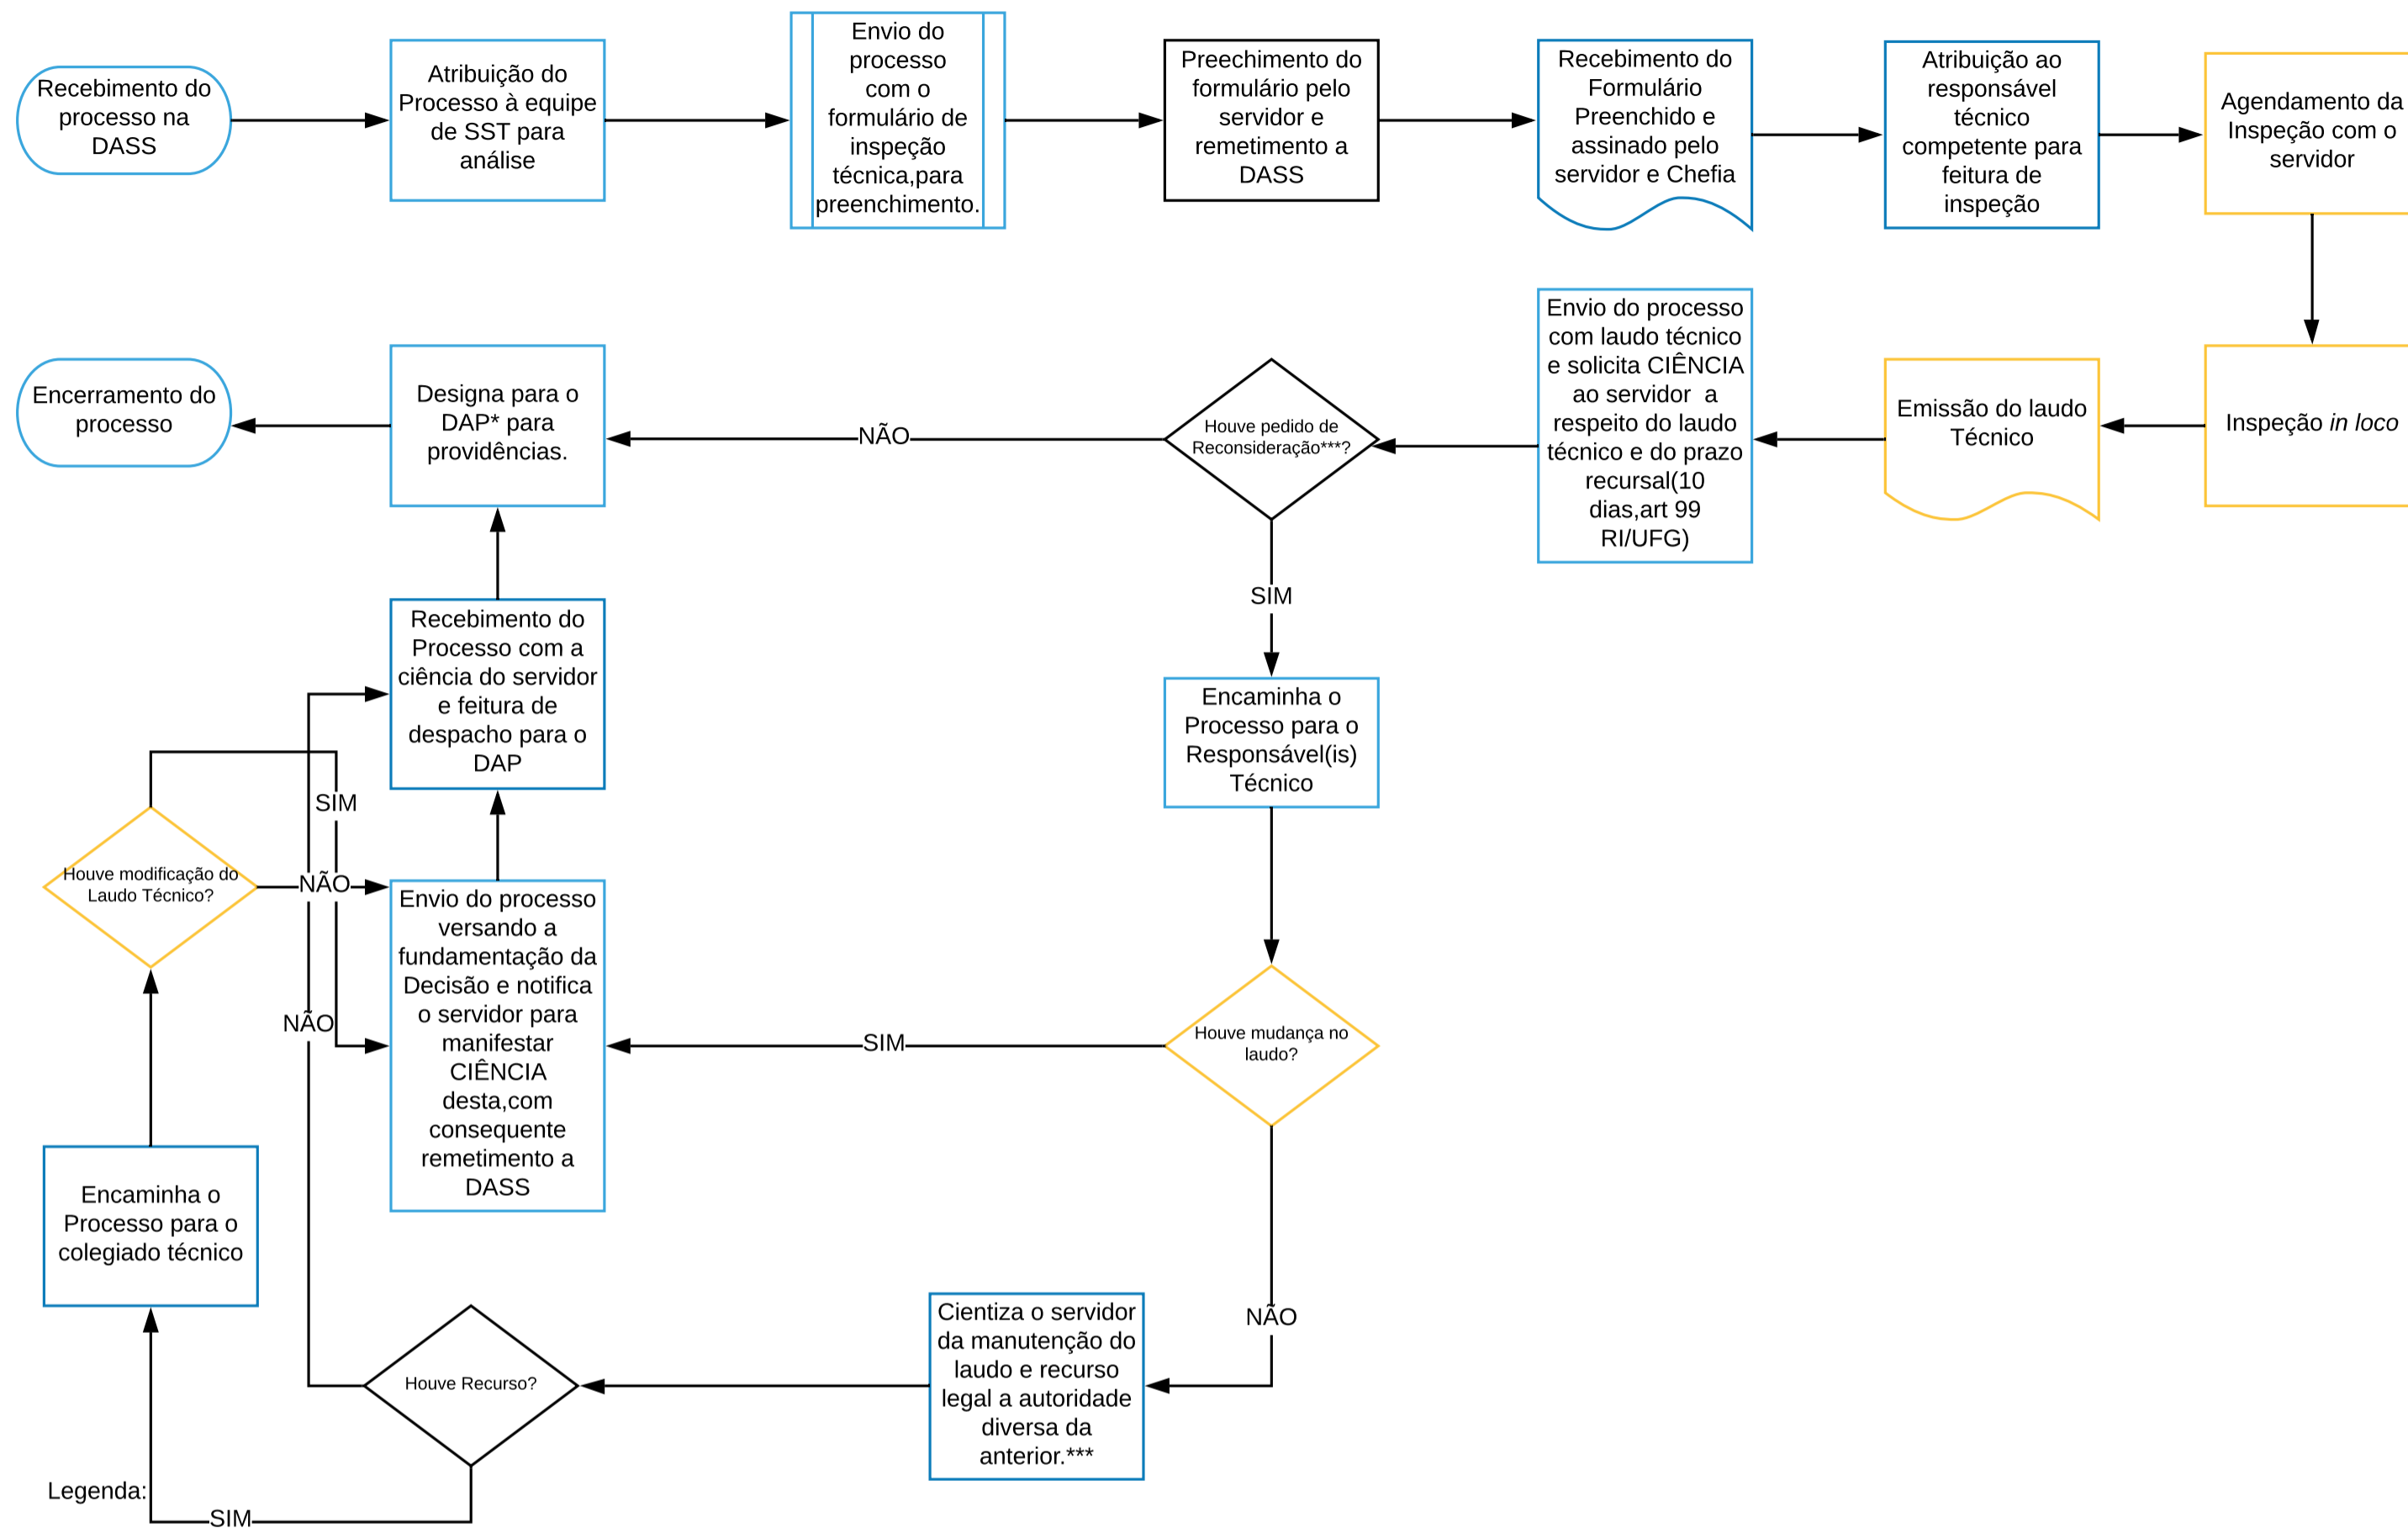 Recebimento do
processo na
DASS
Atribuição do
Processo à equipe
de SST para
análise
Envio do
processo
com o
formulário de
inspeção
técnica,para
preenchimento.
Preechimento do
formulário pelo
servidor e
remetimento a
DASS
Recebimento do
Formulário
Preenchido e
assinado pelo
servidor e Chefia
Atribuição ao
responsável
técnico
competente para
feitura de
inspeção
Agendamento da
Inspeção com o
servidor
Encerramento do
processo
Designa para o
DAP* para
providências.
NÃO
Houve pedido de
Reconsideração***?
Envio do processo
com laudo técnico
e solicita CIÊNCIA
ao servidor  a
respeito do laudo
técnico e do prazo
recursal(10
dias,art 99
RI/UFG)
Emissão do laudo
Técnico
Inspeção in loco
SIM
Recebimento do
Processo com a
ciência do servidor
e feitura de
despacho para o
DAP
Encaminha o
Processo para o
Responsável(is)
Técnico
SIM
Houve modificação do
Laudo Técnico?
NÃO
Envio do processo
versando a
fundamentação da
Decisão e notifica
o servidor para
manifestar
CIÊNCIA
desta,com
consequente
remetimento a
DASS
NÃO
SIM
Houve mudança no
laudo?
Encaminha o
Processo para o
colegiado técnico
NÃO
Cientiza o servidor
da manutenção do
laudo e recurso
legal a autoridade
diversa da
anterior.***
Houve Recurso?
Legenda:
SIM